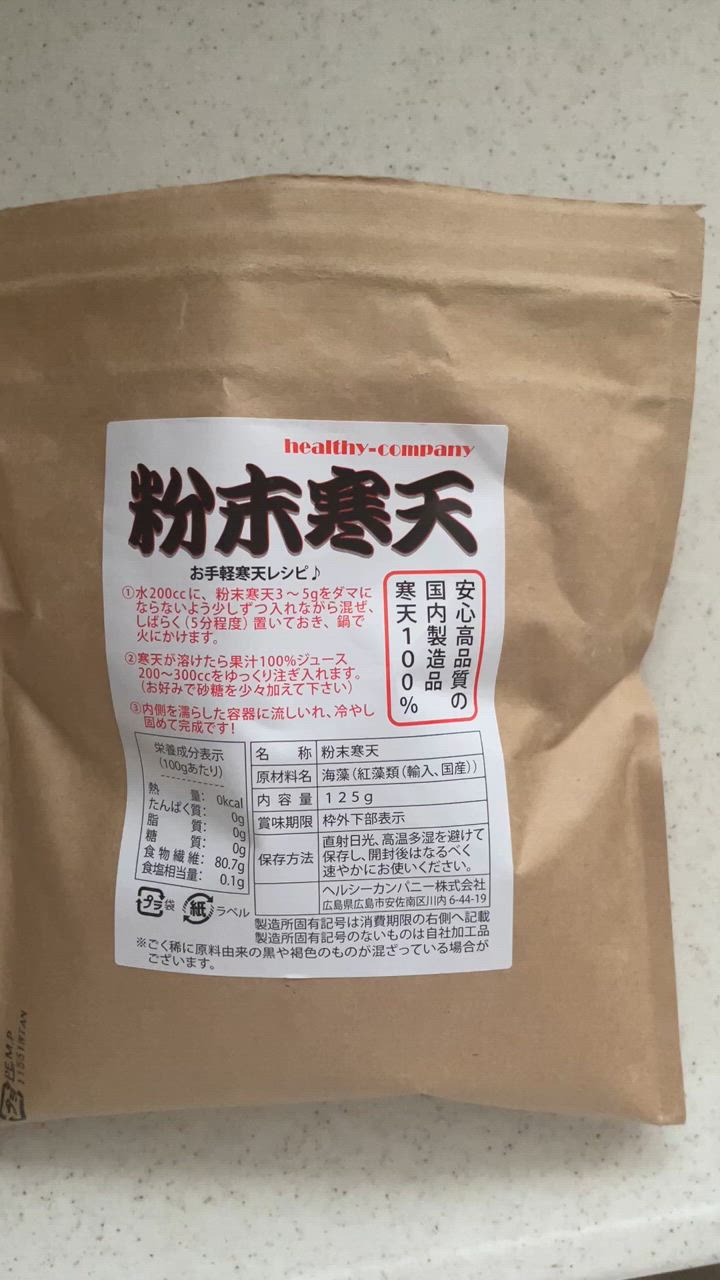 healthy-company
粉末寒天
お手軽寒天レシピ♪
①水200ccに、粉末寒天3～5gをダマに
ならないよう少しずつ入れながら混ぜ、
しばらく(5分程度)置いておき、鍋で
火にかけます。
②寒天が溶けたら果汁100%ジュース
200～300ccをゆっくり注ぎ入れます。
(お好みで砂糖を少々加えて下さい)
③内側を濡らした容器に流しいれ、冷やし
固めて完成です!
安心高品質の
国内製造品
寒天100%
栄養成分表示
(100gあたり)
熱量: 0kcal
たんぱく質: 0g
脂質: 0g
糖質: 0g
食物繊維: 80.7g
食塩相当量: 0.1g
名称 粉末寒天
原材料名 海藻(紅藻類(輸入、国産))
内容量 125g
賞味期限 枠外下部表示
保存方法 直射日光、高温多湿を避けて
保存し、開封後はなるべく
速やかにお使いください。
ヘルシーカンパニー株式会社
広島県広島市安佐南区川内 6-44-19
プラ 袋 紙 ラベル
製造所固有記号は消費期限の右側へ記載
製造所固有記号のないものは自社加工品
※ごく稀に原料由来の黒や褐色のものが混ざっている場合が
ございます。
プラ
PE.M.P